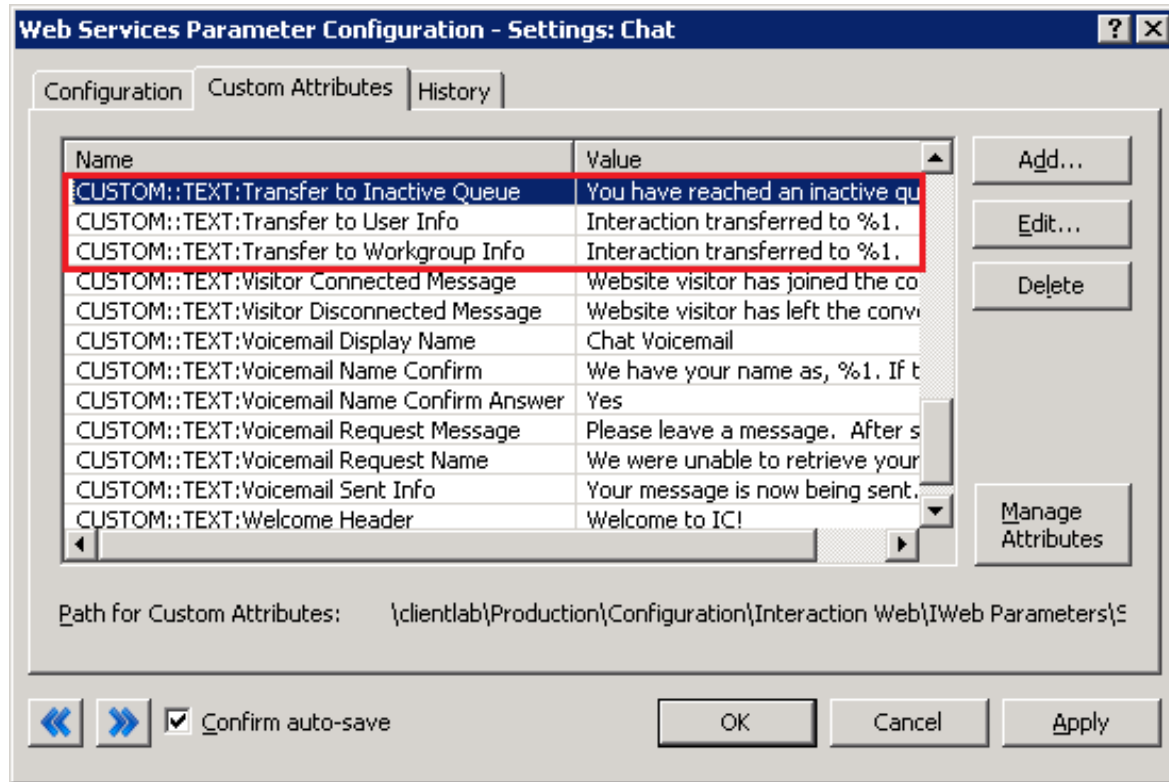 Web Services Parameter Configuration - Settings: Chat
Configuration Custom Attributes History
Name Value
CUSTOM::TEXT:Transfer to Inactive Queue You have reached an inactive qu
CUSTOM::TEXT:Transfer to User Info Interaction transferred to %1.
CUSTOM::TEXT:Transfer to Workgroup Info Interaction transferred to %1.
CUSTOM::TEXT:Visitor Connected Message Website visitor has joined the co
CUSTOM::TEXT:Visitor Disconnected Message Website visitor has left the conv
CUSTOM::TEXT:Voicemail Display Name Chat Voicemail
CUSTOM::TEXT:Voicemail Name Confirm We have your name as, %1. If t
CUSTOM::TEXT:Voicemail Name Confirm Answer Yes
CUSTOM::TEXT:Voicemail Request Message Please leave a message. After s
CUSTOM::TEXT:Voicemail Request Name We were unable to retrieve your
CUSTOM::TEXT:Voicemail Sent Info Your message is now being sent.
CUSTOM::TEXT:Welcome Header Welcome to IC!
Add...
Edit...
Delete
Manage
Attributes
Path for Custom Attributes: \clientlab\Production\Configuration\Interaction Web\IWeb Parameters\S
Confirm auto-save OK Cancel Apply